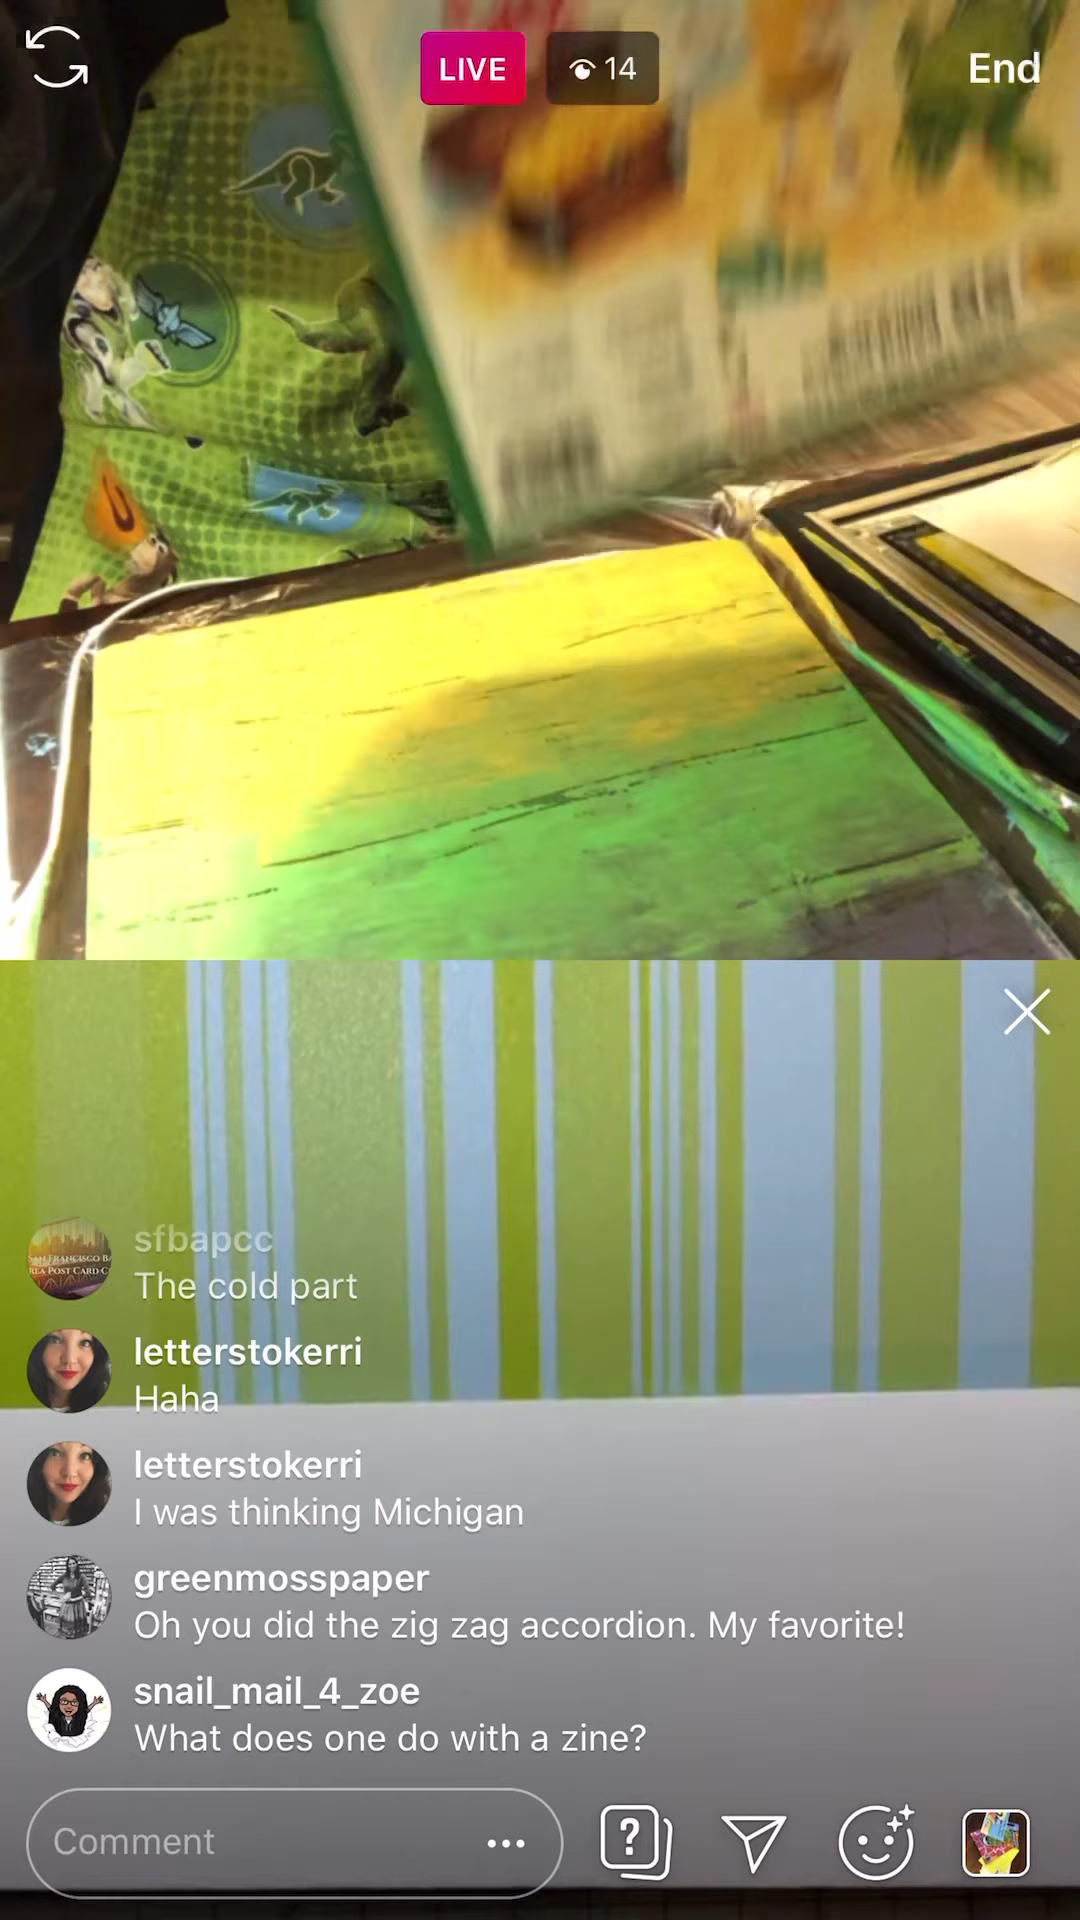 LIVE
14
End
sfbapcc
The cold part
letterstokerri
Haha
letterstokerri
I was thinking Michigan
greenmosspaper
Oh you did the zig zag accordion. My favorite!
snail_mail_4_zoe
What does one do with a zine?
Comment